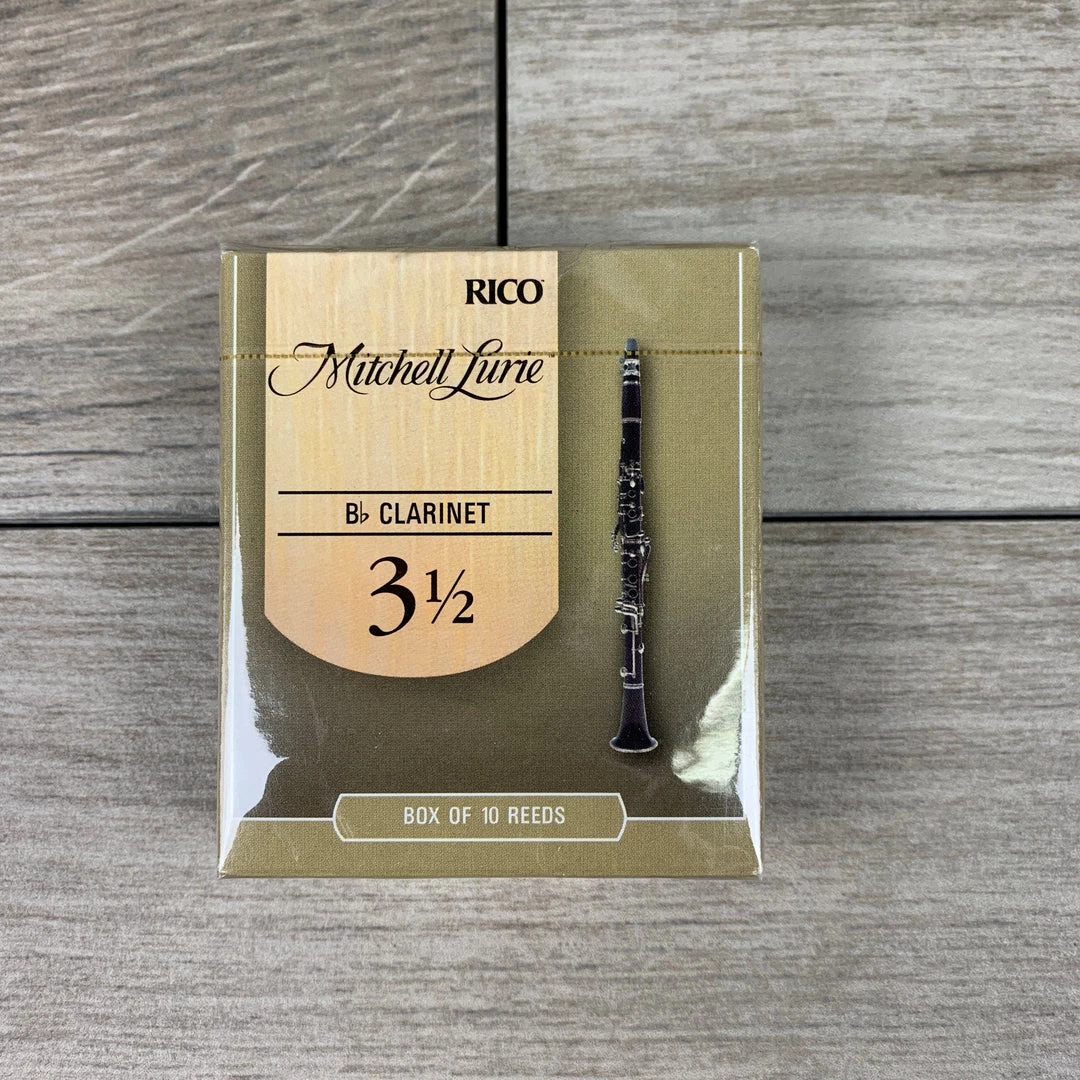 RICO
Mitchell Lurie
B♭ CLARINET
3½
BOX OF 10 REEDS